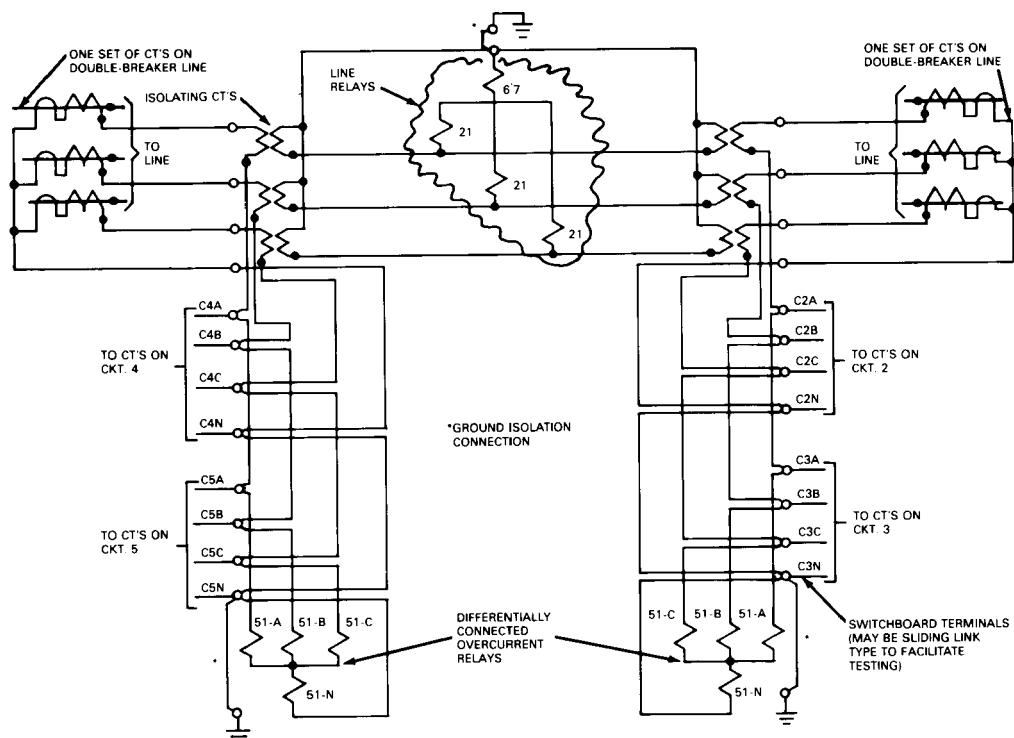 ONE SET OF CT'S ON
DOUBLE-BREAKER LINE
ISOLATING CT'S
TO
LINE
LINE
RELAYS
*
6 7
21
21
21
ONE SET OF CT'S ON
DOUBLE-BREAKER LINE
TO
LINE
C4A
C4B
C4C
C4N
TO CT'S ON
CKT. 4
C5A
C5B
C5C
C5N
TO CT'S ON
CKT. 5
*GROUND ISOLATION
CONNECTION
C2A
C2B
C2C
C2N
TO CT'S ON
CKT. 2
C3A
C3B
C3C
C3N
TO CT'S ON
CKT. 3
51-A
51-B
51-C
51-N
DIFFERENTIALLY
CONNECTED
OVERCURRENT
RELAYS
51-C
51-B
51-A
51-N
SWITCHBOARD TERMINALS
(MAY BE SLIDING LINK
TYPE TO FACILITATE
TESTING)